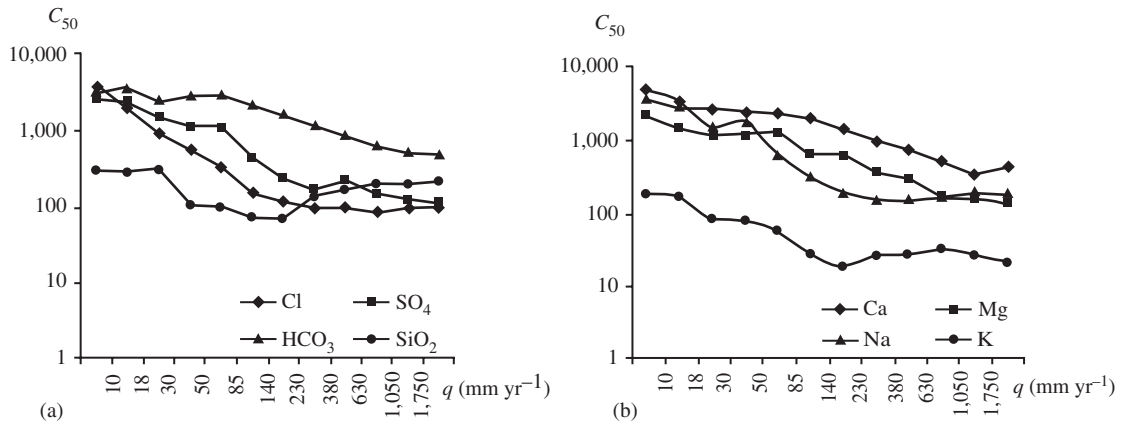 C50
10,000
1,000
100
10
1
Cl
SO4
HCO3
SiO2
10 18 30 50 85 140 230 380 630 1,050 1,750 q (mm yr–1)
(a)
C50
10,000
1,000
100
10
1
Ca
Mg
Na
K
10 18 30 50 85 140 230 380 630 1,050 1,750 q (mm yr–1)
(b)